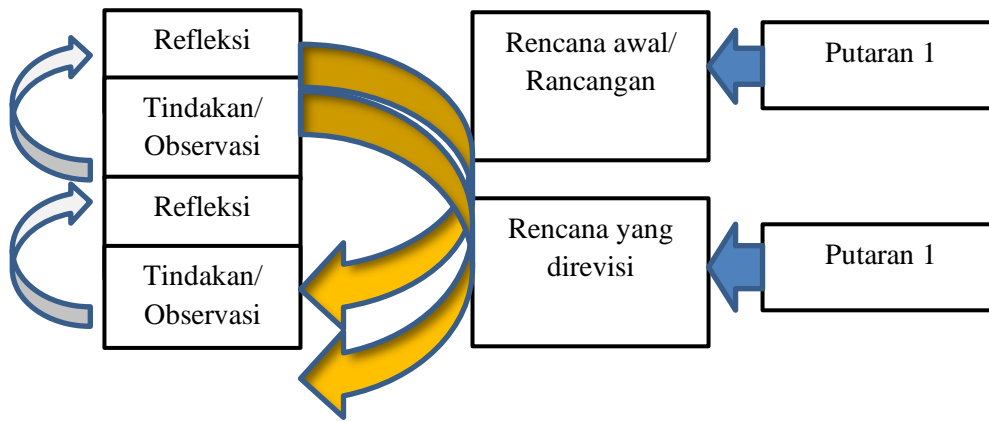 Refleksi
Tindakan/
Observasi
Refleksi
Tindakan/
Observasi
Rencana awal/
Rancangan
Rencana yang
direvisi
Putaran 1
Putaran 1